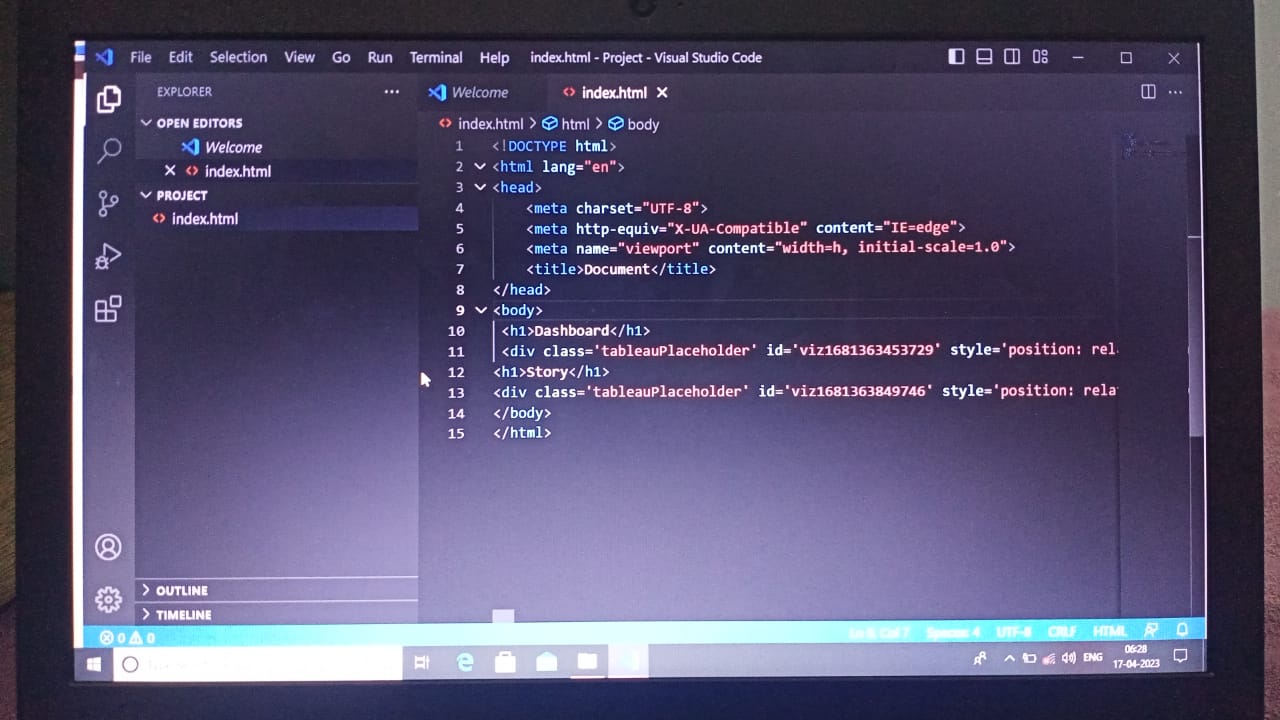 File Edit Selection View Go Run Terminal Help index.html - Project - Visual Studio Code
EXPLORER
OPEN EDITORS
Welcome
index.html
PROJECT
index.html
OUTLINE
TIMELINE
Welcome index.html
index.html > html > body
1 <!DOCTYPE html>
2 <html lang="en">
3 <head>
4 <meta charset="UTF-8">
5 <meta http-equiv="X-UA-Compatible" content="IE=edge">
6 <meta name="viewport" content="width=h, initial-scale=1.0">
7 <title>Document</title>
8 </head>
9 <body>
10 <h1>Dashboard</h1>
11 <div class='tableauPlaceholder' id='viz1681363453729' style='position: rel
12 <h1>Story</h1>
13 <div class='tableauPlaceholder' id='viz1681363849746' style='position: rela
14 </body>
15 </html>
0 0 Ln 9, Col 7 Spaces: 4 UTF-8 CRLF HTML
ENG 06:28
17-04-2023